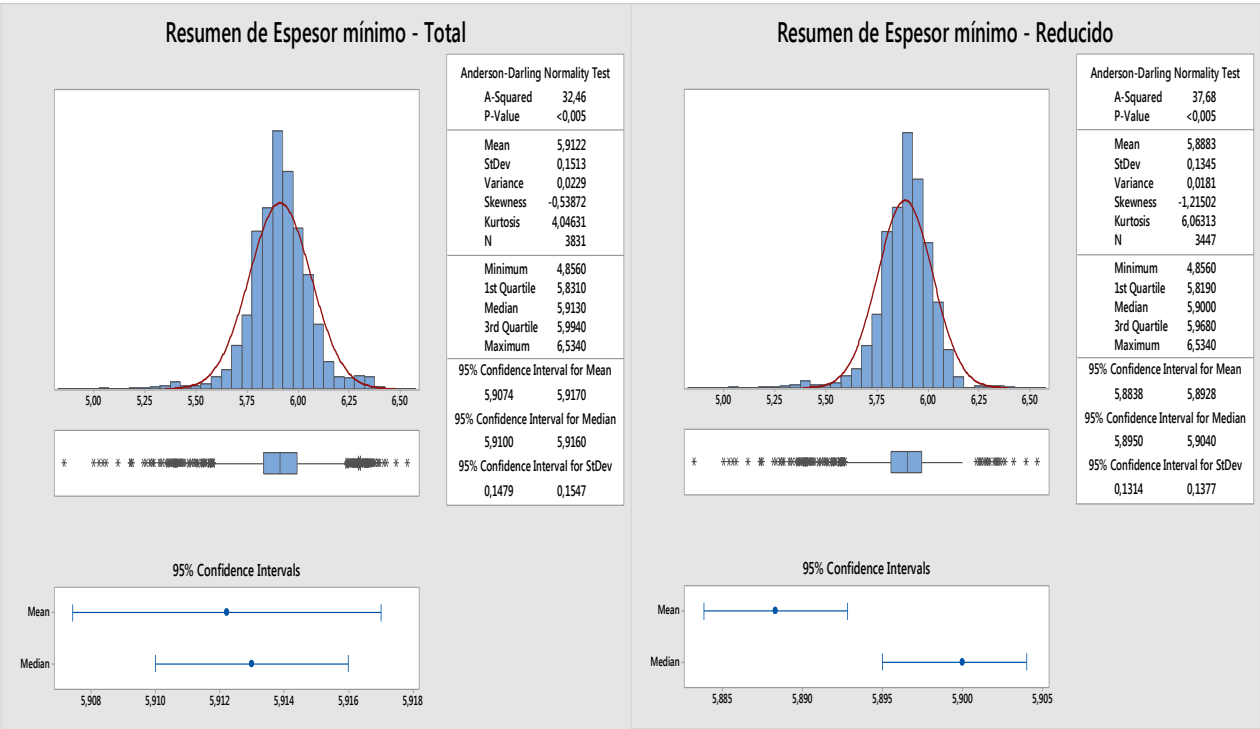 Resumen de Espesor mínimo - Total
Anderson-Darling Normality Test
A-Squared 32,46
P-Value <0,005
Mean 5,9122
StDev 0,1513
Variance 0,0229
Skewness -0,53872
Kurtosis 4,04631
N 3831
Minimum 4,8560
1st Quartile 5,8310
Median 5,9130
3rd Quartile 5,9940
Maximum 6,5340
95% Confidence Interval for Mean
5,9074 5,9170
95% Confidence Interval for Median
5,9100 5,9160
95% Confidence Interval for StDev
0,1479 0,1547
5,00 5,25 5,50 5,75 6,00 6,25 6,50
95% Confidence Intervals
Mean
Median
5,908 5,910 5,912 5,914 5,916 5,918
Resumen de Espesor mínimo - Reducido
Anderson-Darling Normality Test
A-Squared 37,68
P-Value <0,005
Mean 5,8883
StDev 0,1345
Variance 0,0181
Skewness -1,21502
Kurtosis 6,06313
N 3447
Minimum 4,8560
1st Quartile 5,8190
Median 5,9000
3rd Quartile 5,9680
Maximum 6,5340
95% Confidence Interval for Mean
5,8838 5,8928
95% Confidence Interval for Median
5,8950 5,9040
95% Confidence Interval for StDev
0,1314 0,1377
5,00 5,25 5,50 5,75 6,00 6,25 6,50
95% Confidence Intervals
Mean
Median
5,885 5,890 5,895 5,900 5,905